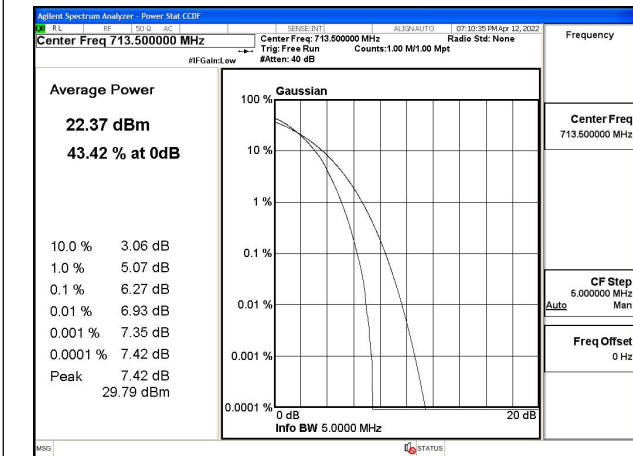 Agilent Spectrum Analyzer - Power Stat CCDF
RL RF 50 Ω AC SENSE:INT ALIGN AUTO 07:10:35 PM Apr 12, 2022
Center Freq 713.500000 MHz
Center Freq: 713.500000 MHz Radio Std: None
Trig: Free Run Counts:1.00 M/1.00 Mpt
#IFGain:Low #Atten: 40 dB
Frequency
Center Freq
713.500000 MHz
CF Step
5.000000 MHz
Auto Man
Freq Offset
0 Hz
Average Power
22.37 dBm
43.42 % at 0dB
10.0 % 3.06 dB
1.0 % 5.07 dB
0.1 % 6.27 dB
0.01 % 6.93 dB
0.001 % 7.35 dB
0.0001 % 7.42 dB
Peak 7.42 dB
29.79 dBm
Gaussian
100 %
10 %
1 %
0.1 %
0.01 %
0.001 %
0.0001 %
0 dB 20 dB
Info BW 5.0000 MHz
MSG STATUS